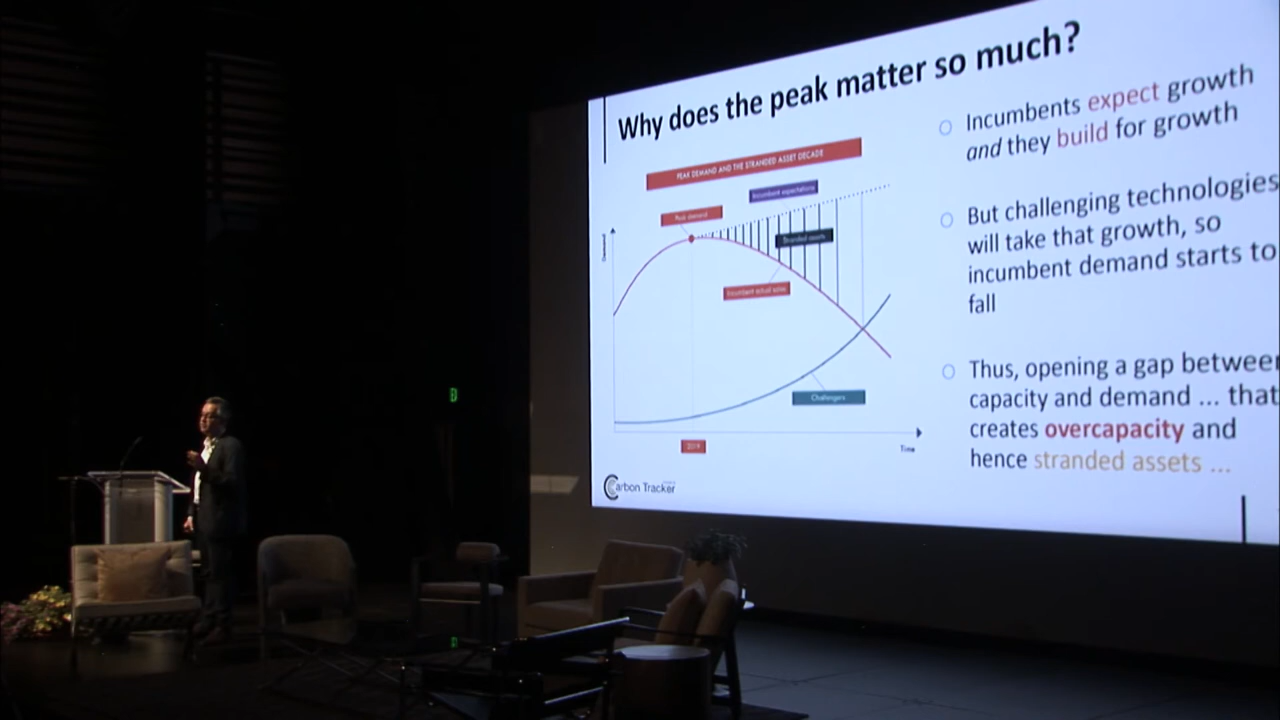 Why does the peak matter so much?
PEAK DEMAND AND THE STRANDED ASSET DECADE
Incumbent expectations
Peak demand
Stranded assets
Demand
Incumbent actual sales
Challengers
2019
Time
Carbon Tracker
Incumbents expect growth
and they build for growth
But challenging technologies
will take that growth, so
incumbent demand starts to
fall
Thus, opening a gap between
capacity and demand ... that
creates overcapacity and
hence stranded assets ...